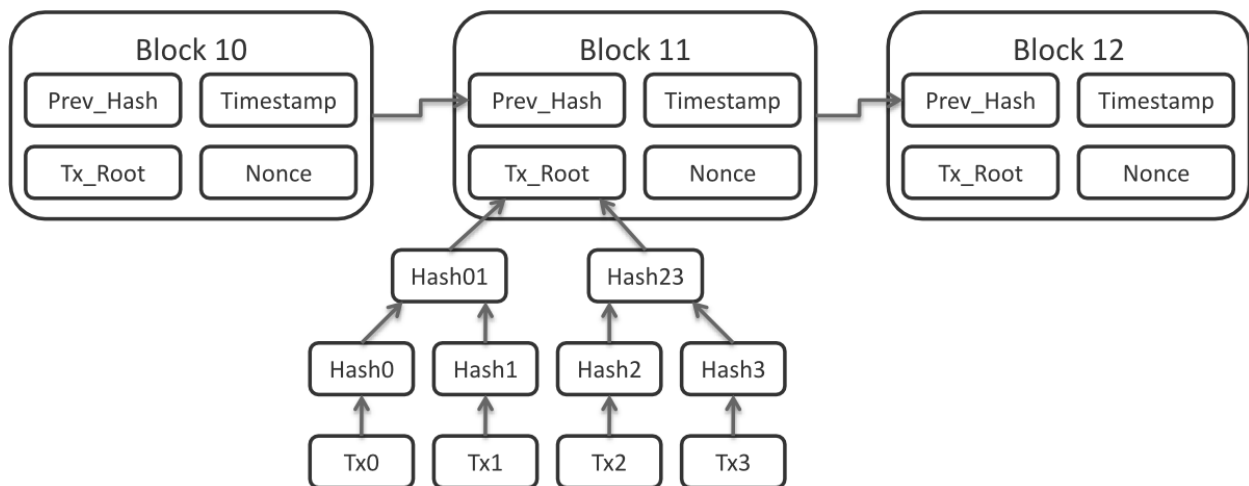 Block 10 Block 11 Block 12
Prev_Hash Timestamp Prev_Hash Timestamp Prev_Hash Timestamp
Tx_Root Nonce Tx_Root Nonce Tx_Root Nonce
Hash01 Hash23
Hash0 Hash1 Hash2 Hash3
Tx0 Tx1 Tx2 Tx3